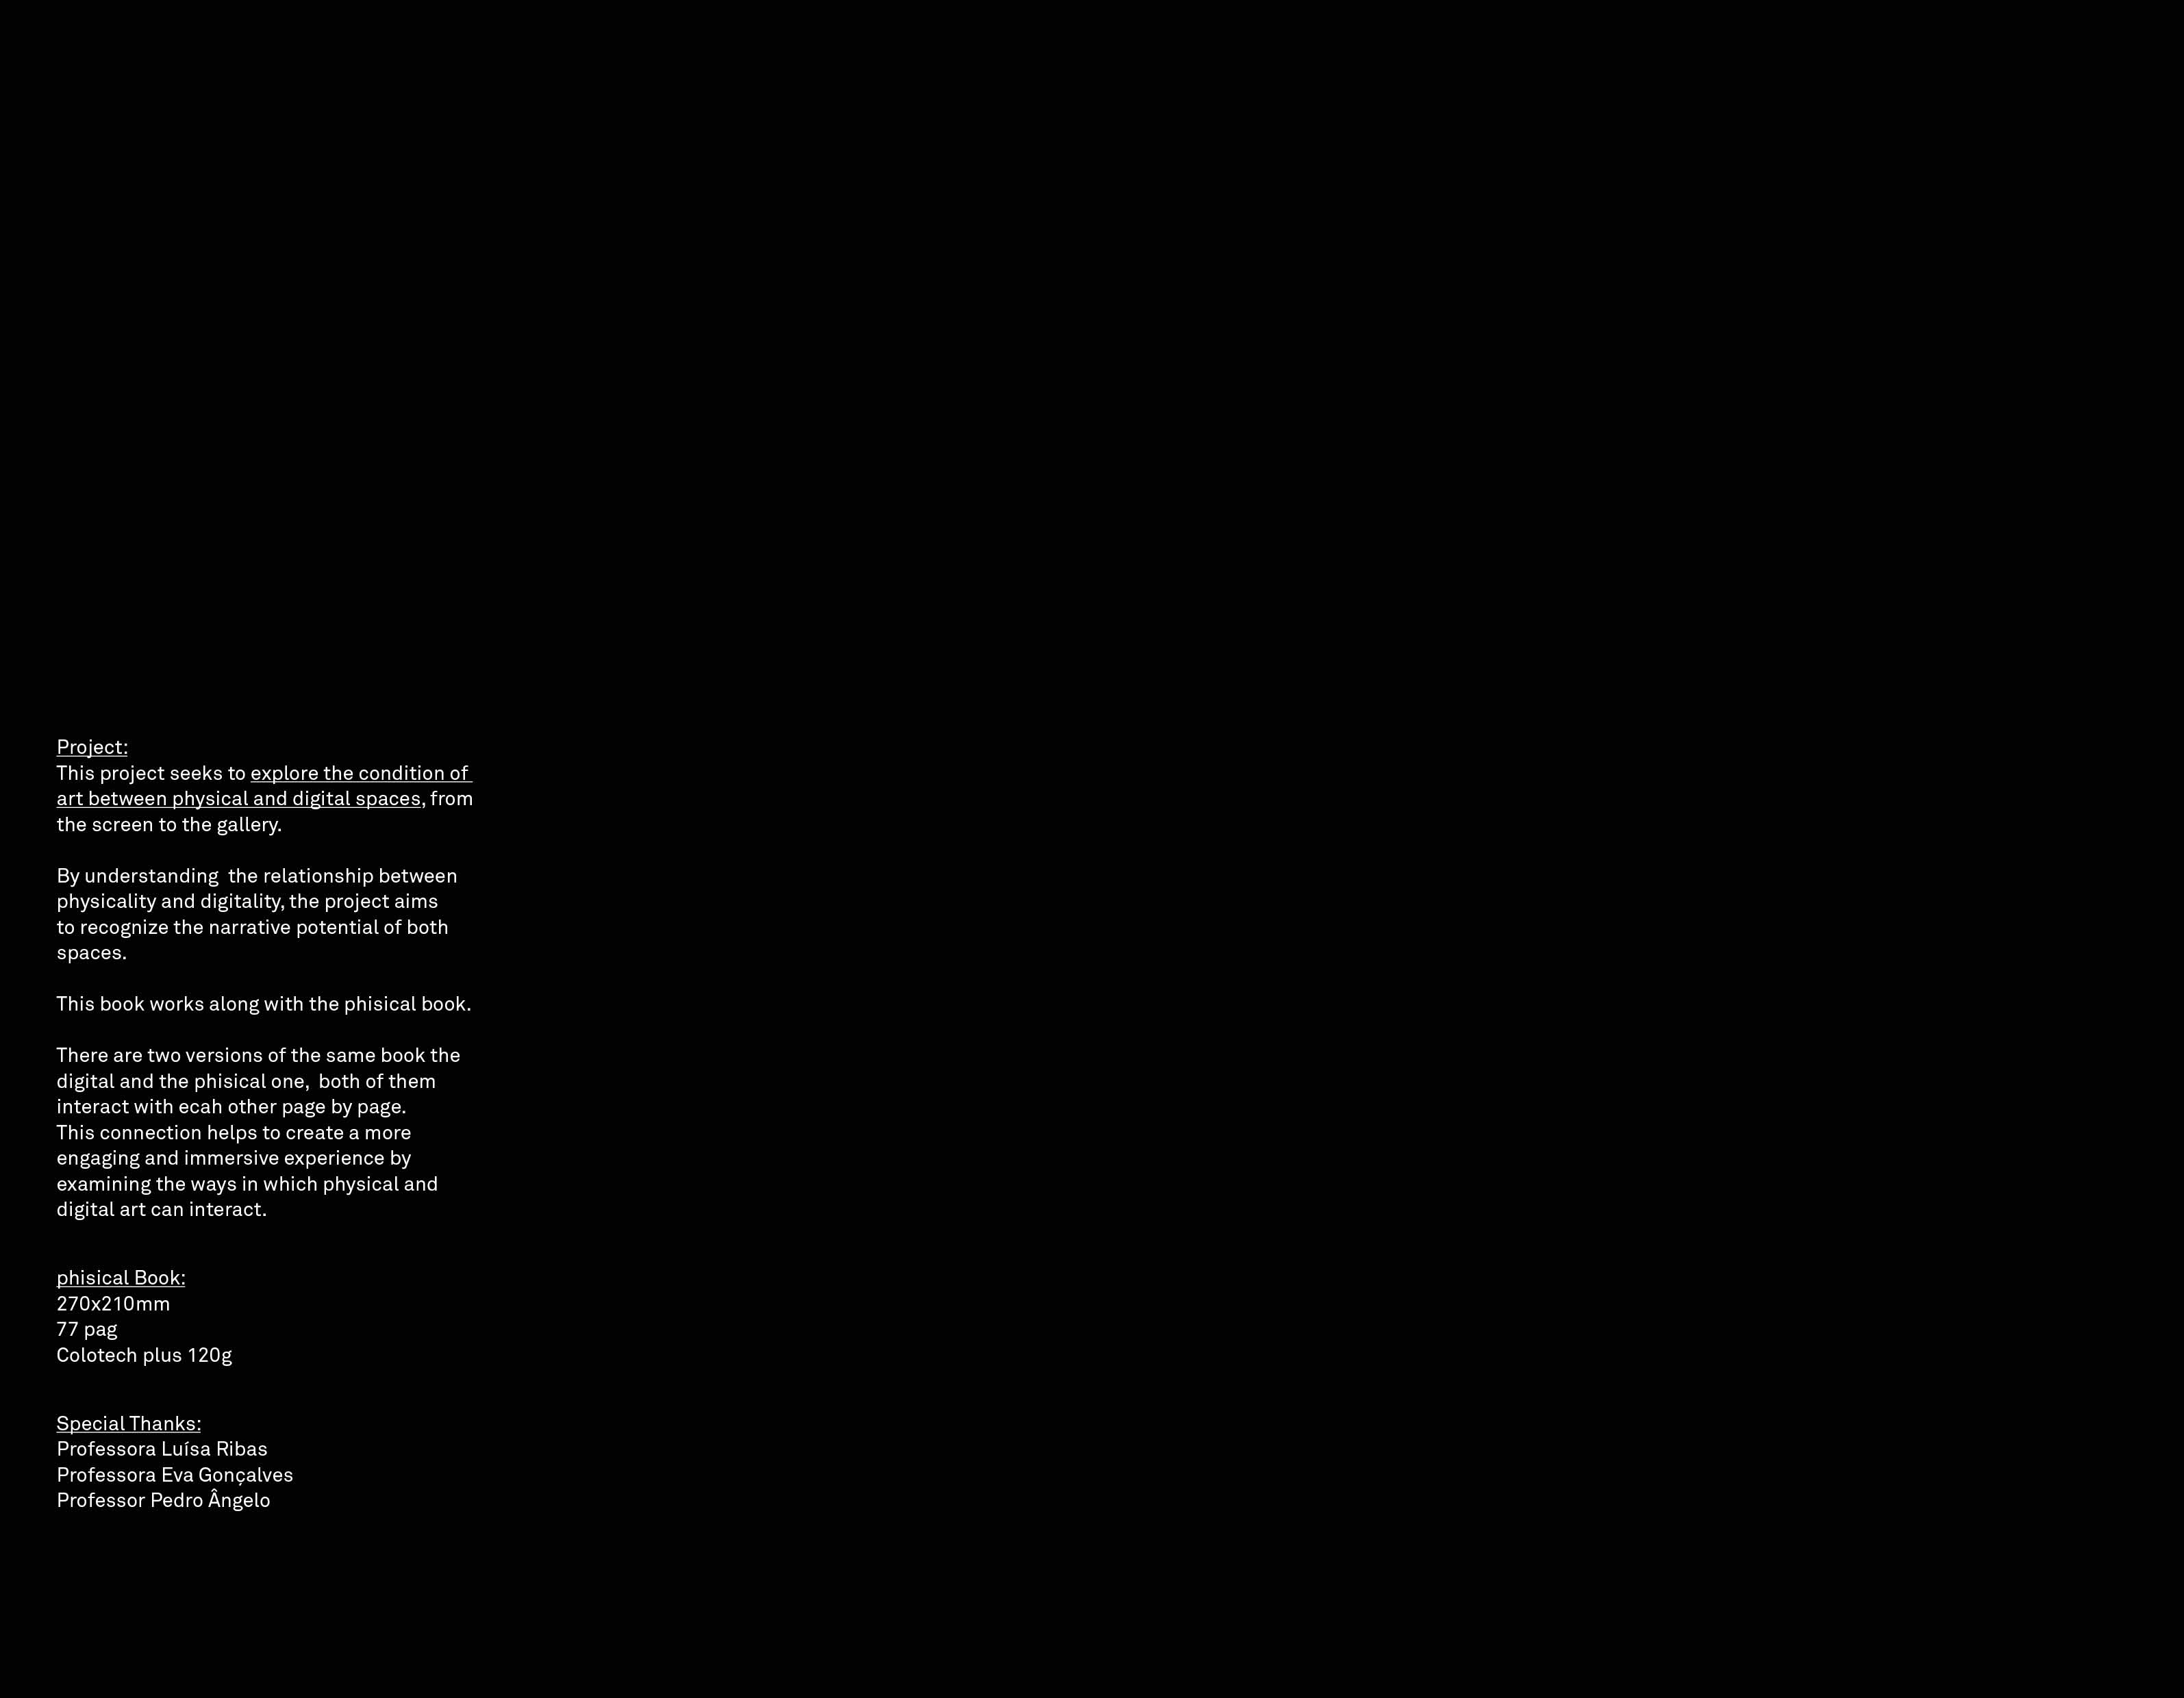 Project:
This project seeks to explore the condition of
art between physical and digital spaces, from
the screen to the gallery.
By understanding  the relationship between
physicality and digitality, the project aims
to recognize the narrative potential of both
spaces.
This book works along with the phisical book.
There are two versions of the same book the
digital and the phisical one,  both of them
interact with ecah other page by page.
This connection helps to create a more
engaging and immersive experience by
examining the ways in which physical and
digital art can interact.
phisical Book:
270x210mm
77 pag
Colotech plus 120g
Special Thanks:
Professora Luísa Ribas
Professora Eva Gonçalves
Professor Pedro Ângelo